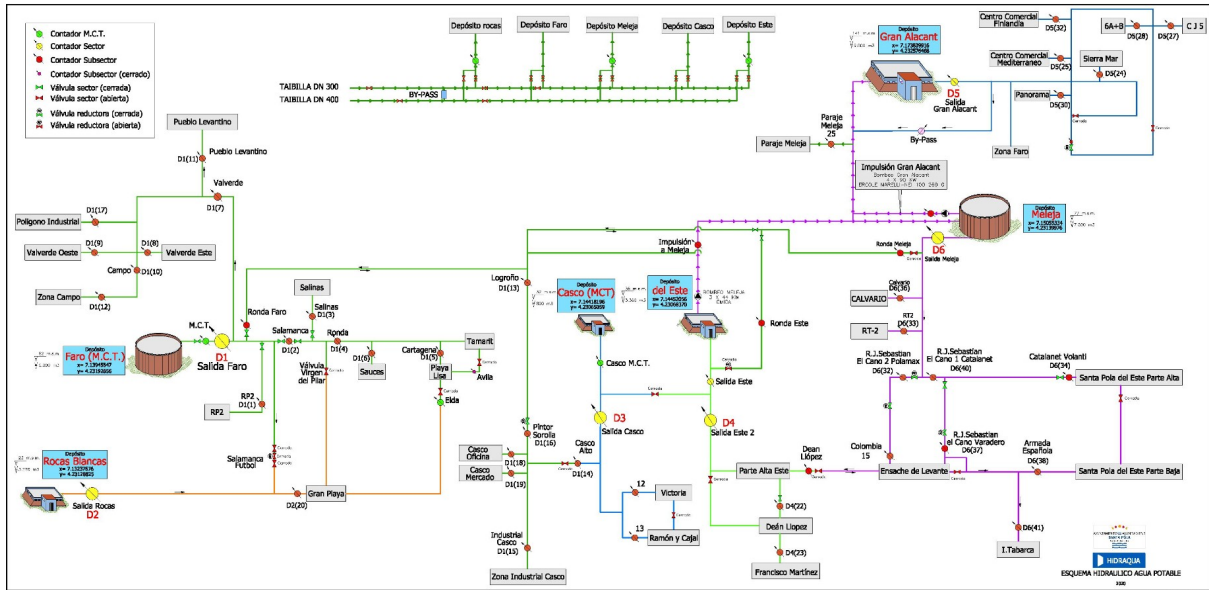 Contador M.C.T.
Contador Sector
Contador Subsector
Contador Subsector (cerrado)
Válvula sector (cerrada)
Válvula sector (abierta)
Válvula reductora (cerrada)
Válvula reductora (abierta)
Depósito rocas
Depósito Faro
Depósito Meleja
Depósito Casco
Depósito Este
TAIBILLA DN 300
BY-PASS
TAIBILLA DN 400
Depósito
Gran Alacant
D5
Salida
Gran Alacant
Centro Comercial
Finlandia
D5(32)
6A+B
D5(28)
C J 5
D5(27)
Centro Comercial
Mediterraneo
D5(25)
Sierra Mar
D5(24)
Panorama
D5(30)
Paraje
Meleja
25
Paraje Meleja
By-Pass
Zona Faro
Impulsión Gran Alacant
Bombeo Gran Alacant
Depósito
Meleja
D6
Salida Meleja
Ronda Meleja
Impulsión
a Meleja
Pueblo Levantino
Pueblo Levantino
D1(11)
Valverde
D1(7)
Polígono Industrial
D1(17)
Valverde Oeste
D1(9)
D1(8)
Valverde Este
Campo
D1(10)
Zona Campo
D1(12)
Ronda Faro
M.C.T.
D1
Salida Faro
Depósito
Faro (M.C.T.)
Salinas
Salinas
D1(3)
Salamanca
D1(2)
Ronda
D1(4)
Válvula
Virgen
del Pilar
D1(6)
Sauces
Cartagena
D1(5)
Tamarit
Playa
Lisa
Avila
Elda
RP2
D1(1)
RP2
Salamanca
Futbol
Depósito
Rocas Blancas
Salida Rocas
D2
D2(20)
Gran Playa
Logroño
D1(13)
Depósito
Casco (MCT)
Depósito
del Este
BOMBEO MELEJA
Ronda Este
Casco M.C.T.
Salida Este
D3
Salida Casco
D4
Salida Este 2
Pintor
Sorolla
D1(16)
Casco
Oficina
D1(18)
Casco
Mercado
D1(19)
Casco
Alto
D1(14)
Industrial
Casco
D1(15)
Zona Industrial Casco
12
Victoria
13
Ramón y Cajal
Parte Alta Este
D4(22)
Deán Llopez
D4(23)
Francisco Martínez
Dean
Llópez
Calvario
D6(36)
CALVARIO
RT2
D6(33)
RT-2
R.J.Sebastian
El Cano 2 Polamax
D6(32)
R.J.Sebastian
El Cano 1 Catalanet
D6(40)
Catalanet Volanti
D6(34)
Santa Pola del Este Parte Alta
Colombia
15
R.J.Sebastian
el Cano Varadero
D6(37)
Ensache de Levante
Armada
Española
D6(38)
Santa Pola del Este Parte Baja
D6(41)
I.Tabarca
HIDRAQUA
ESQUEMA HIDRAULICO AGUA POTABLE
2020